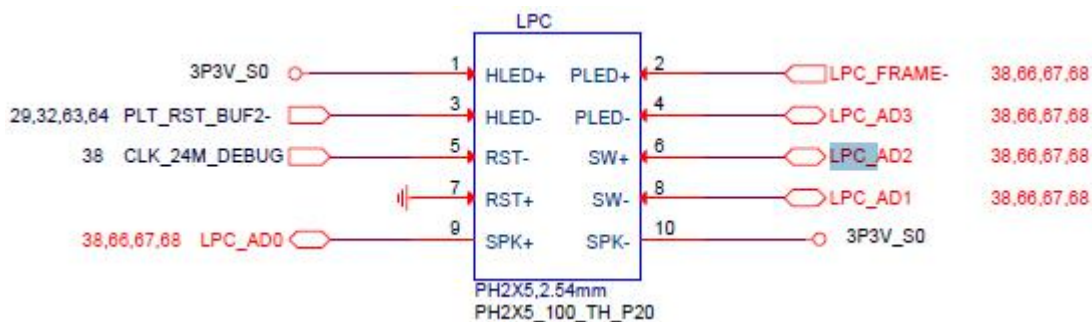 LPC
3P3V_S0 1 HLED+ PLED+ 2 LPC_FRAME- 38,66,67,68
29,32,63,64 PLT_RST_BUF2- 3 HLED- PLED- 4 LPC_AD3 38,66,67,68
38 CLK_24M_DEBUG 5 RST- SW+ 6 LPC_AD2 38,66,67,68
7 RST+ SW- 8 LPC_AD1 38,66,67,68
38,66,67,68 LPC_AD0 9 SPK+ SPK- 10 3P3V_S0
PH2X5,2.54mm
PH2X5_100_TH_P20